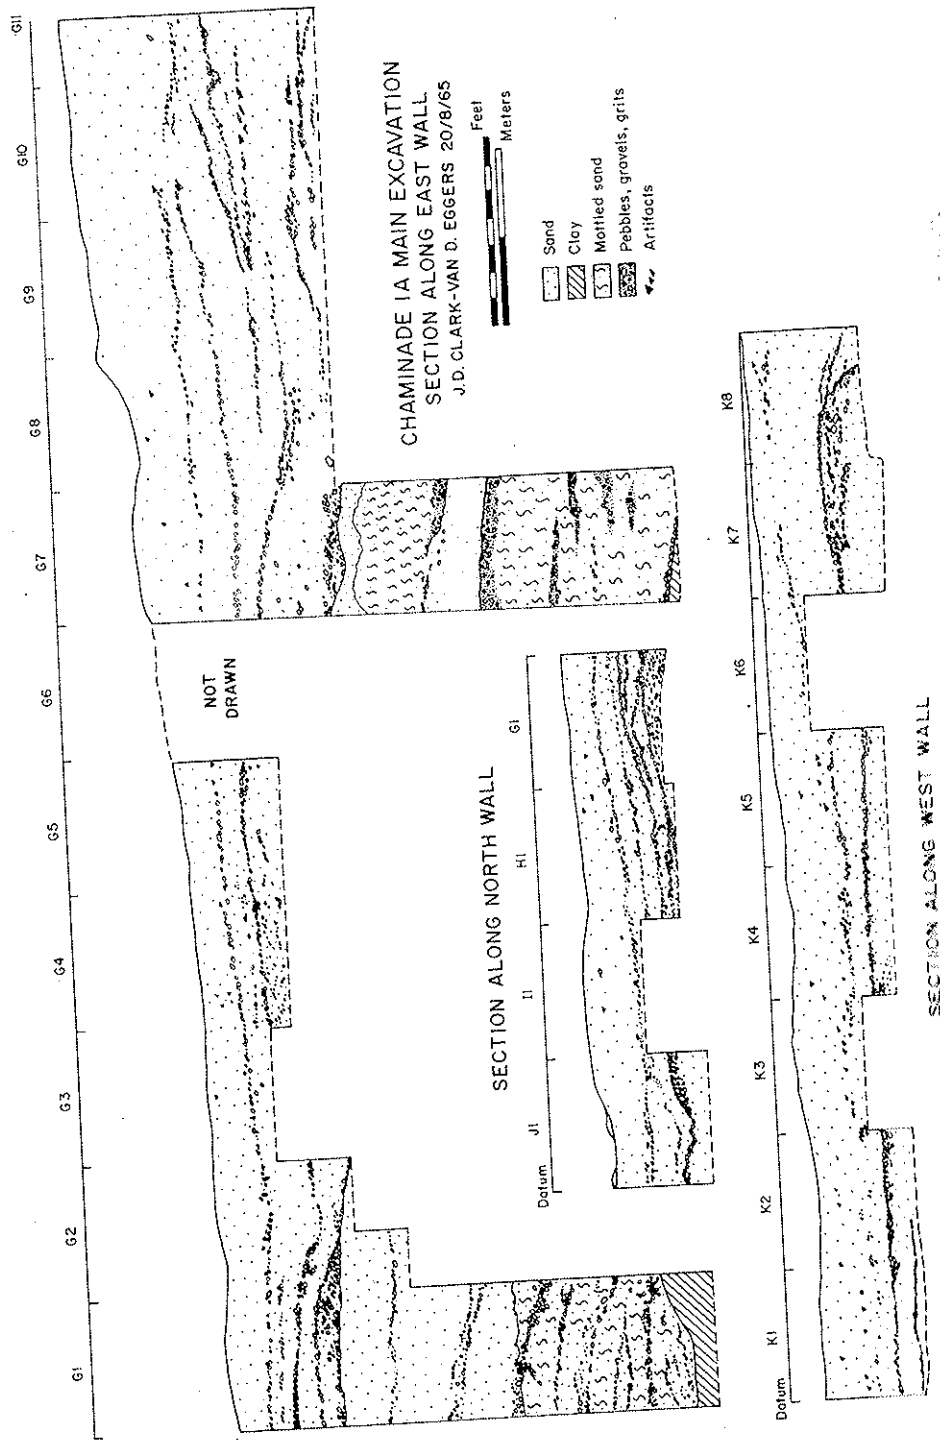 G1
G2
G3
G4
G5
G6
G7
G8
G9
G10
G11
NOT
DRAWN
CHAMINADE 1A MAIN EXCAVATION
SECTION ALONG EAST WALL
J.D. CLARK-VAN D. EGGERS 20/8/65
Feet
Meters
Sand
Clay
Mottled sand
Pebbles, gravels, grits
Artifacts
SECTION ALONG NORTH WALL
Datum
J1
I1
H1
G1
Datum
K1
K2
K3
K4
K5
K6
K7
K8
SECTION ALONG WEST WALL